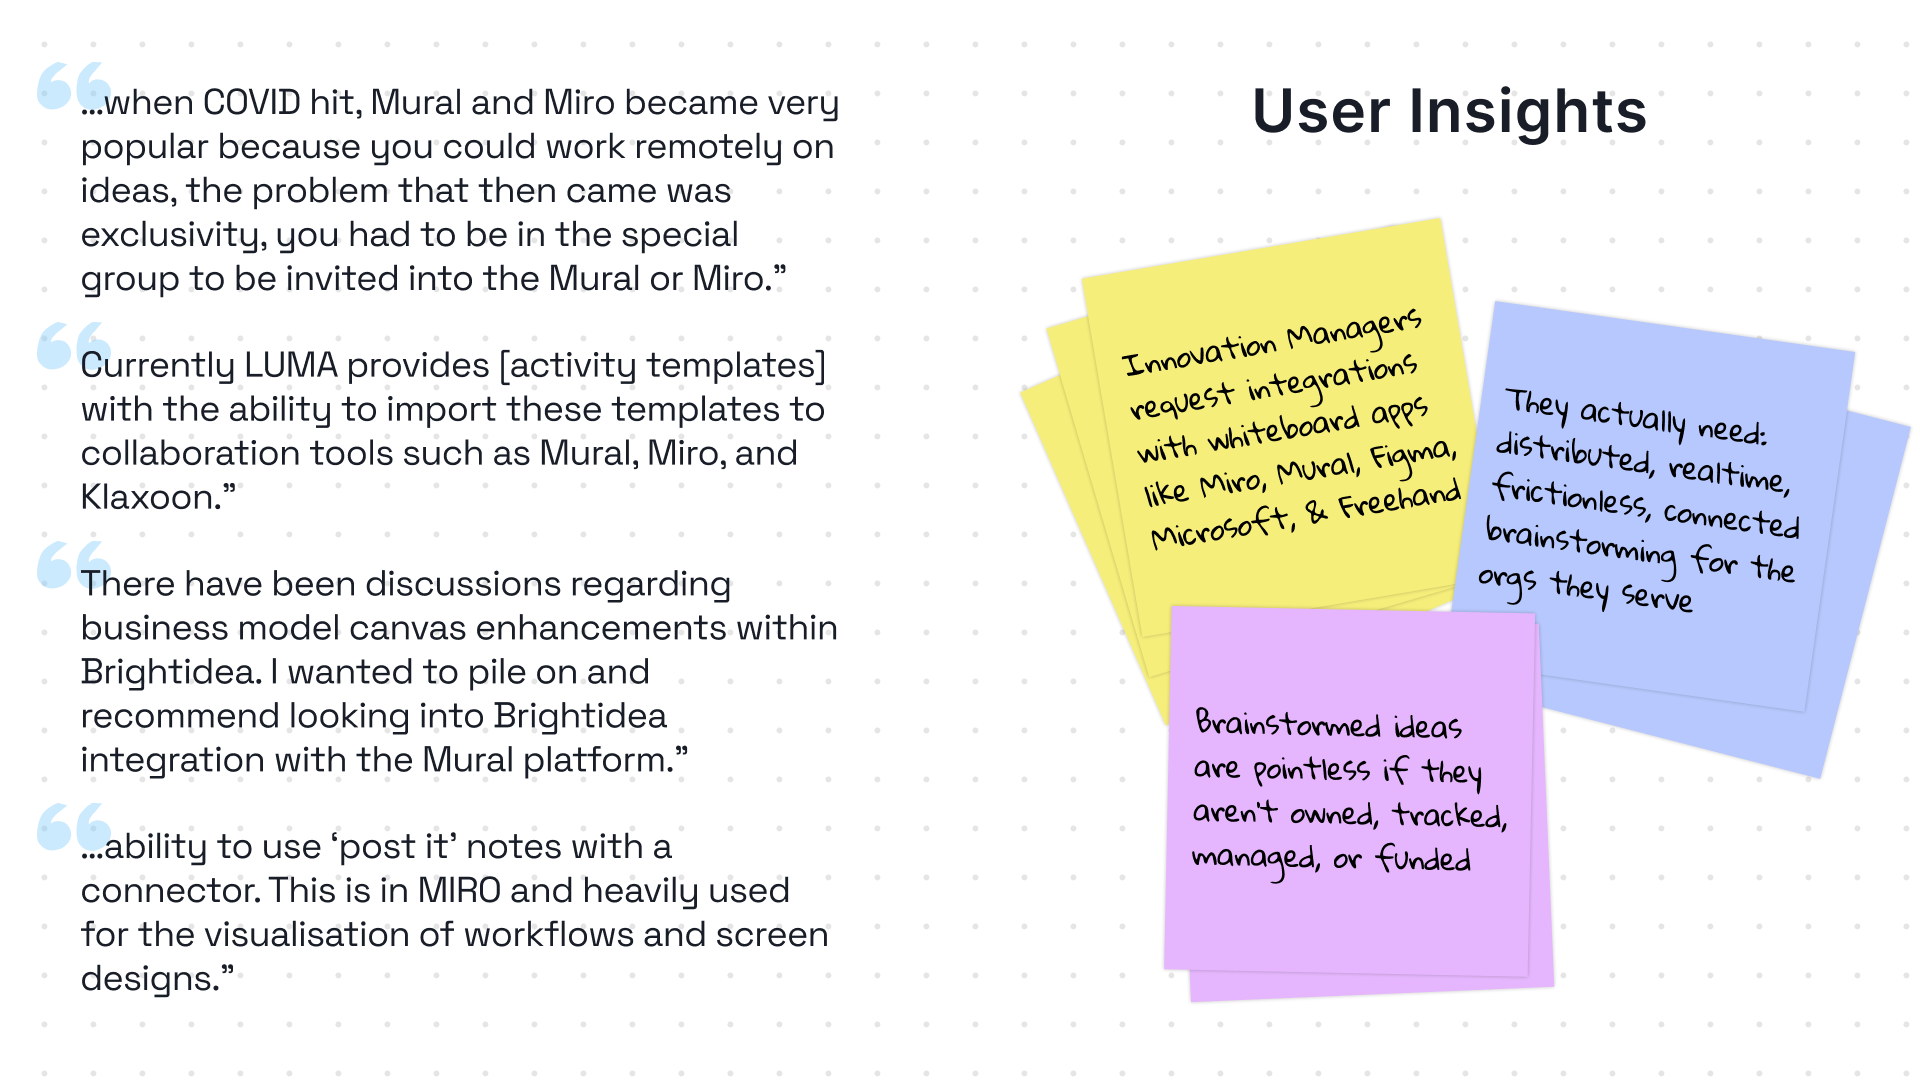 “
…when COVID hit, Mural and Miro became very
popular because you could work remotely on
ideas, the problem that then came was
exclusivity, you had to be in the special
group to be invited into the Mural or Miro.”
“
Currently LUMA provides [activity templates]
with the ability to import these templates to
collaboration tools such as Mural, Miro, and
Klaxoon.”
“
There have been discussions regarding
business model canvas enhancements within
Brightidea. I wanted to pile on and
recommend looking into Brightidea
integration with the Mural platform.”
“
…ability to use ‘post it’ notes with a
connector. This is in MIRO and heavily used
for the visualisation of workflows and screen
designs.”
User Insights
Innovation Managers
request integrations
with whiteboard apps
like Miro, Mural, Figma,
Microsoft, & Freehand
They actually need:
distributed, realtime,
frictionless, connected
brainstorming for the
orgs they serve
Brainstormed ideas
are pointless if they
aren't owned, tracked,
managed, or funded